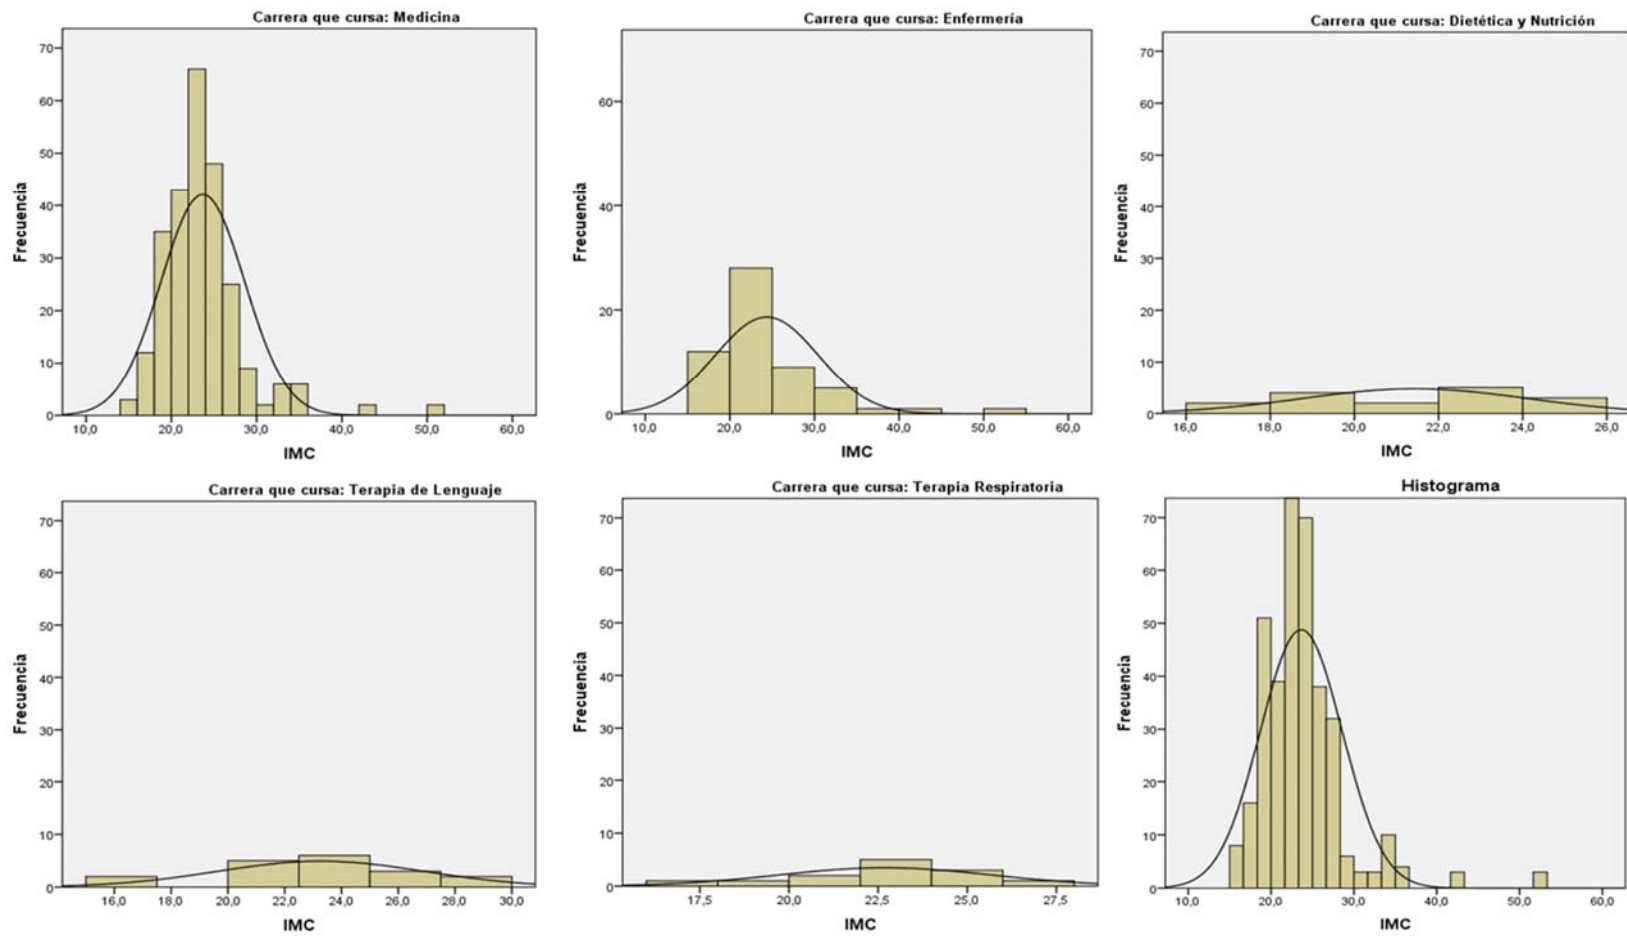 Carrera que cursa: Medicina
70
60
50
40
30
20
10
0
Frecuencia
10,0 20,0 30,0 40,0 50,0 60,0
IMC
Carrera que cursa: Enfermería
60
40
20
0
Frecuencia
10,0 20,0 30,0 40,0 50,0 60,0
IMC
Carrera que cursa: Dietética y Nutrición
70
60
50
40
30
20
10
0
Frecuencia
16,0 18,0 20,0 22,0 24,0 26,0
IMC
Carrera que cursa: Terapia de Lenguaje
70
60
50
40
30
20
10
0
Frecuencia
16,0 18,0 20,0 22,0 24,0 26,0 28,0 30,0
IMC
Carrera que cursa: Terapia Respiratoria
70
60
50
40
30
20
10
0
Frecuencia
17,5 20,0 22,5 25,0 27,5
IMC
Histograma
70
60
50
40
30
20
10
0
Frecuencia
10,0 20,0 30,0 40,0 50,0 60,0
IMC